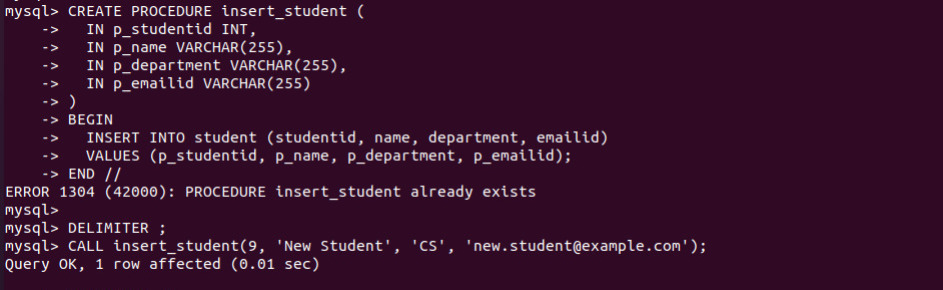 mysql> CREATE PROCEDURE insert_student (
    ->   IN p_studentid INT,
    ->   IN p_name VARCHAR(255),
    ->   IN p_department VARCHAR(255),
    ->   IN p_emailid VARCHAR(255)
    -> )
    -> BEGIN
    ->   INSERT INTO student (studentid, name, department, emailid)
    ->   VALUES (p_studentid, p_name, p_department, p_emailid);
    -> END //
ERROR 1304 (42000): PROCEDURE insert_student already exists
mysql>
mysql> DELIMITER ;
mysql> CALL insert_student(9, 'New Student', 'CS', 'new.student@example.com');
Query OK, 1 row affected (0.01 sec)